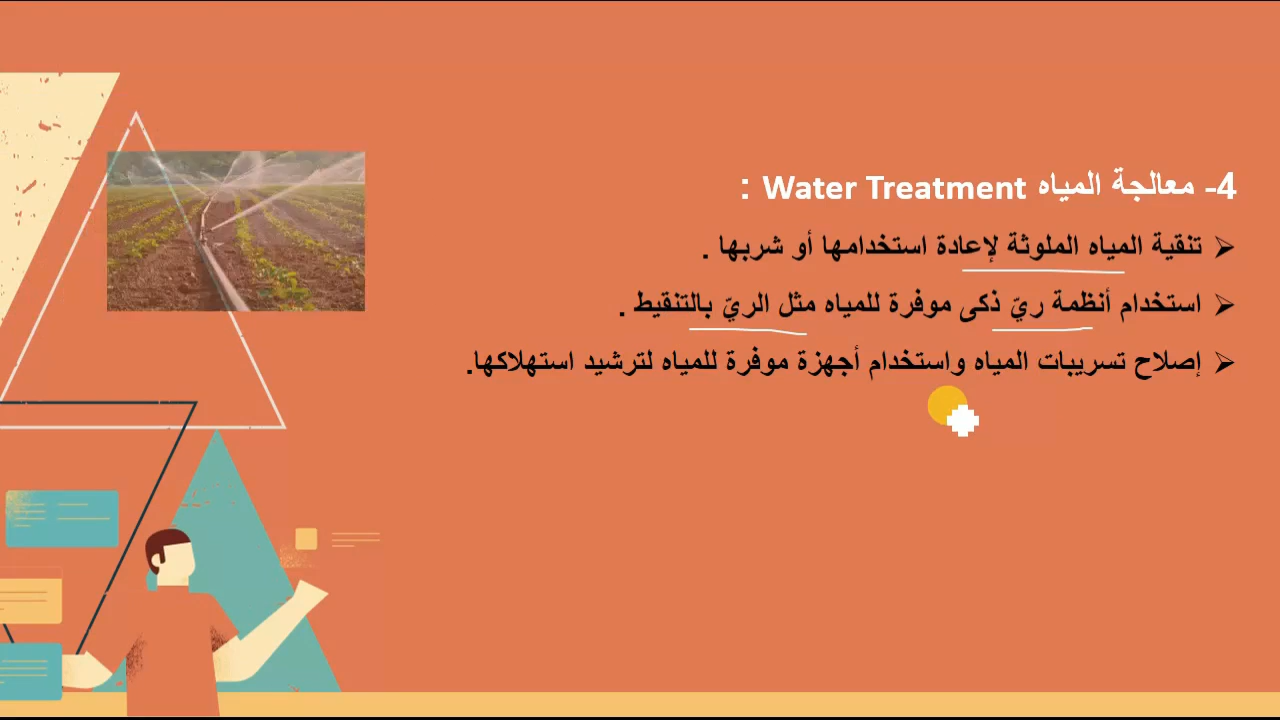 4- معالجة المياه Water Treatment :
تنقية المياه الملوثة لإعادة استخدامها أو شربها .
استخدام أنظمة ريّ ذكى موفرة للمياه مثل الريّ بالتنقيط .
إصلاح تسريبات المياه واستخدام أجهزة موفرة للمياه لترشيد استهلاكها.